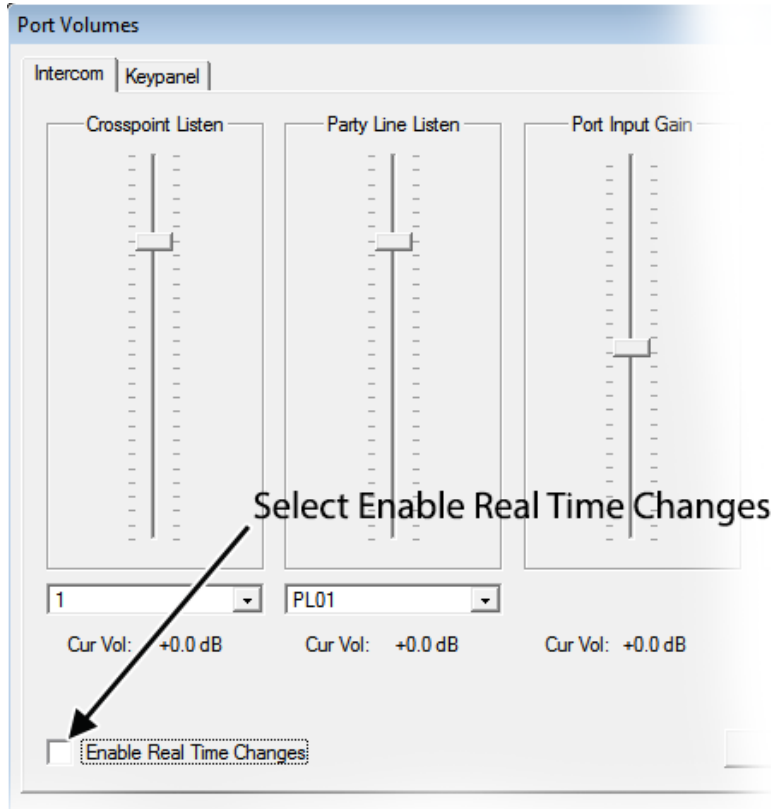 Port Volumes
Intercom Keypanel
Crosspoint Listen Party Line Listen Port Input Gain
Select Enable Real Time Changes
1 PL01
Cur Vol: +0.0 dB Cur Vol: +0.0 dB Cur Vol: +0.0 dB
Enable Real Time Changes